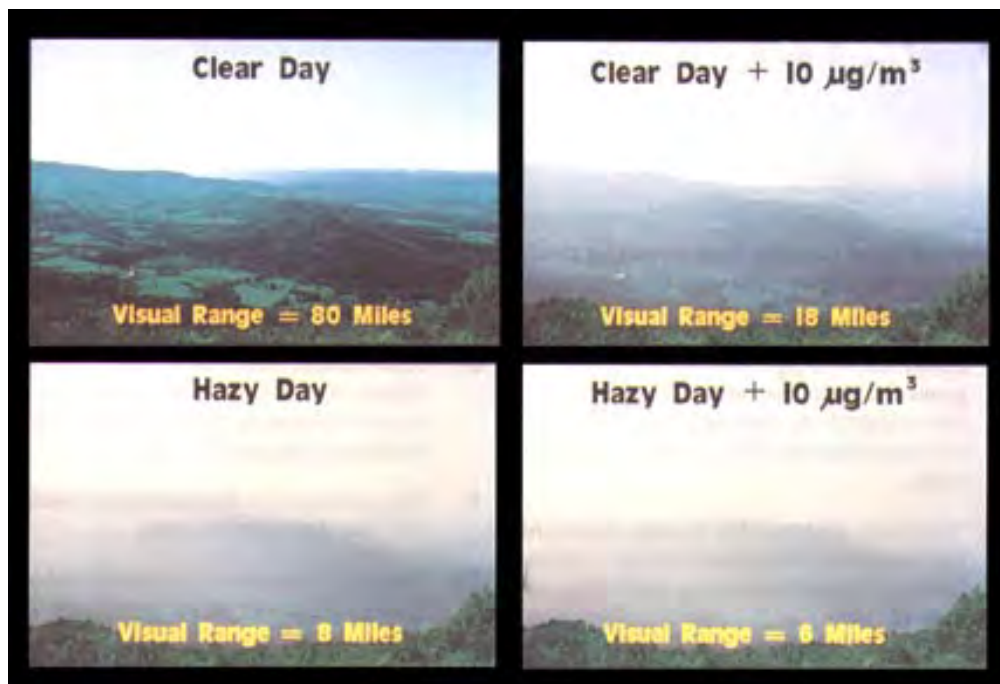 Clear Day
Clear Day + 10 µg/m³
Visual Range = 80 Miles
Visual Range = 18 Miles
Hazy Day
Hazy Day + 10 µg/m³
Visual Range = 8 Miles
Visual Range = 6 Miles